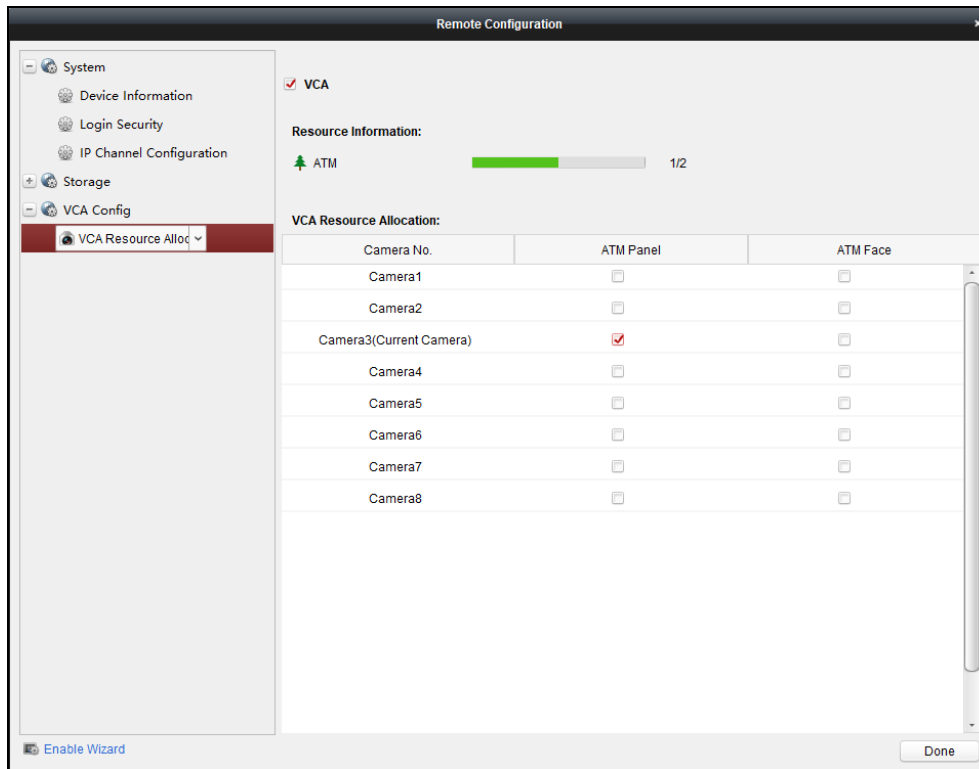 Remote Configuration
System
Device Information
Login Security
IP Channel Configuration
Storage
VCA Config
VCA Resource Alloc
VCA
Resource Information:
ATM 1/2
VCA Resource Allocation:
Camera No. ATM Panel ATM Face
Camera1
Camera2
Camera3(Current Camera)
Camera4
Camera5
Camera6
Camera7
Camera8
Enable Wizard
Done